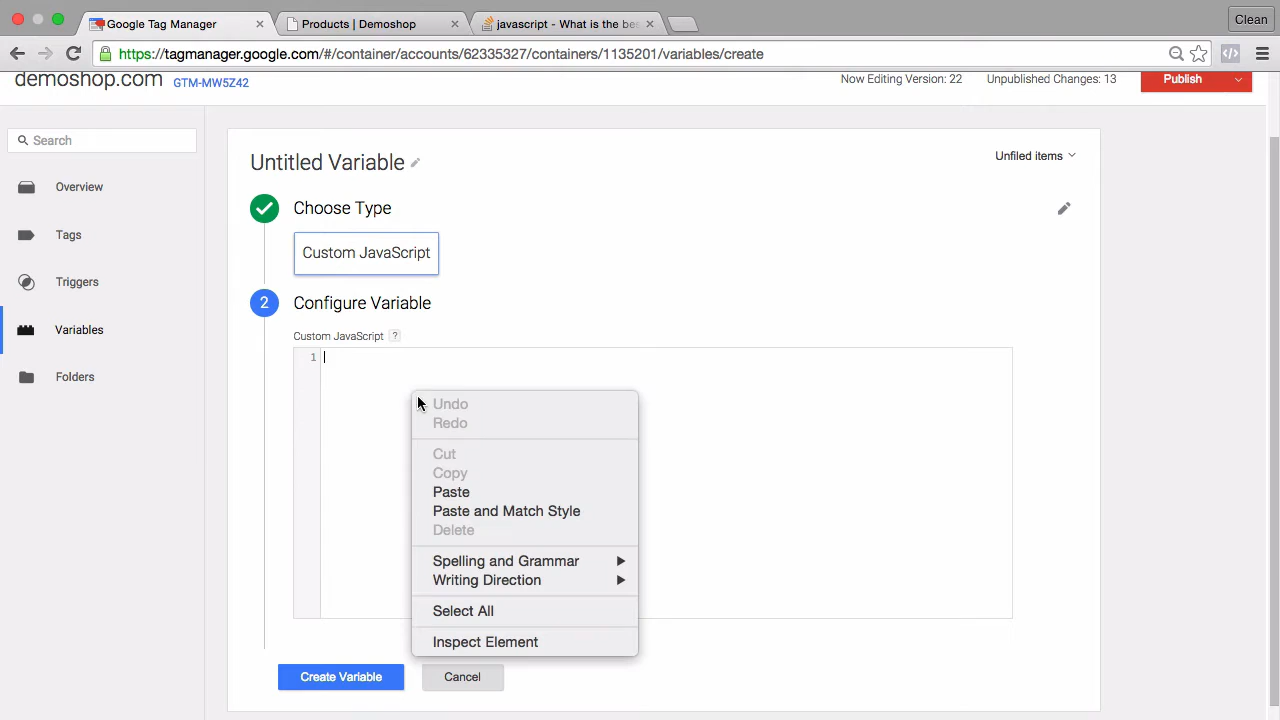 Google Tag Manager
Products | Demoshop
javascript - What is the bes
Clean
https://tagmanager.google.com/#/container/accounts/62335327/containers/1135201/variables/create
demoshop.com
GTM-MW5Z42
Now Editing Version: 22
Unpublished Changes: 13
Publish
Search
Overview
Tags
Triggers
Variables
Folders
Untitled Variable
Unfiled items
Choose Type
Custom JavaScript
2
Configure Variable
Custom JavaScript ?
1
Undo
Redo
Cut
Copy
Paste
Paste and Match Style
Delete
Spelling and Grammar
Writing Direction
Select All
Inspect Element
Create Variable
Cancel